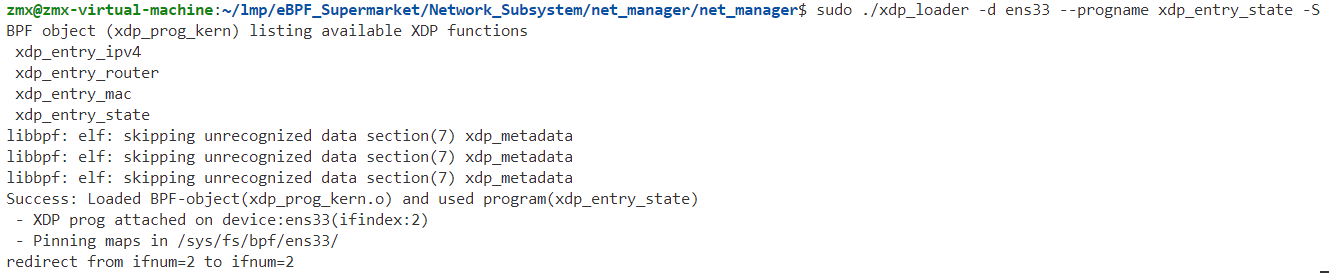 zmx@zmx-virtual-machine:~/lmp/eBPF_Supermarket/Network_Subsystem/net_manager/net_manager$ sudo ./xdp_loader -d ens33 --progname xdp_entry_state -S
BPF object (xdp_prog_kern) listing available XDP functions
 xdp_entry_ipv4
 xdp_entry_router
 xdp_entry_mac
 xdp_entry_state
libbpf: elf: skipping unrecognized data section(7) xdp_metadata
libbpf: elf: skipping unrecognized data section(7) xdp_metadata
libbpf: elf: skipping unrecognized data section(7) xdp_metadata
Success: Loaded BPF-object(xdp_prog_kern.o) and used program(xdp_entry_state)
 - XDP prog attached on device:ens33(ifindex:2)
 - Pinning maps in /sys/fs/bpf/ens33/
redirect from ifnum=2 to ifnum=2